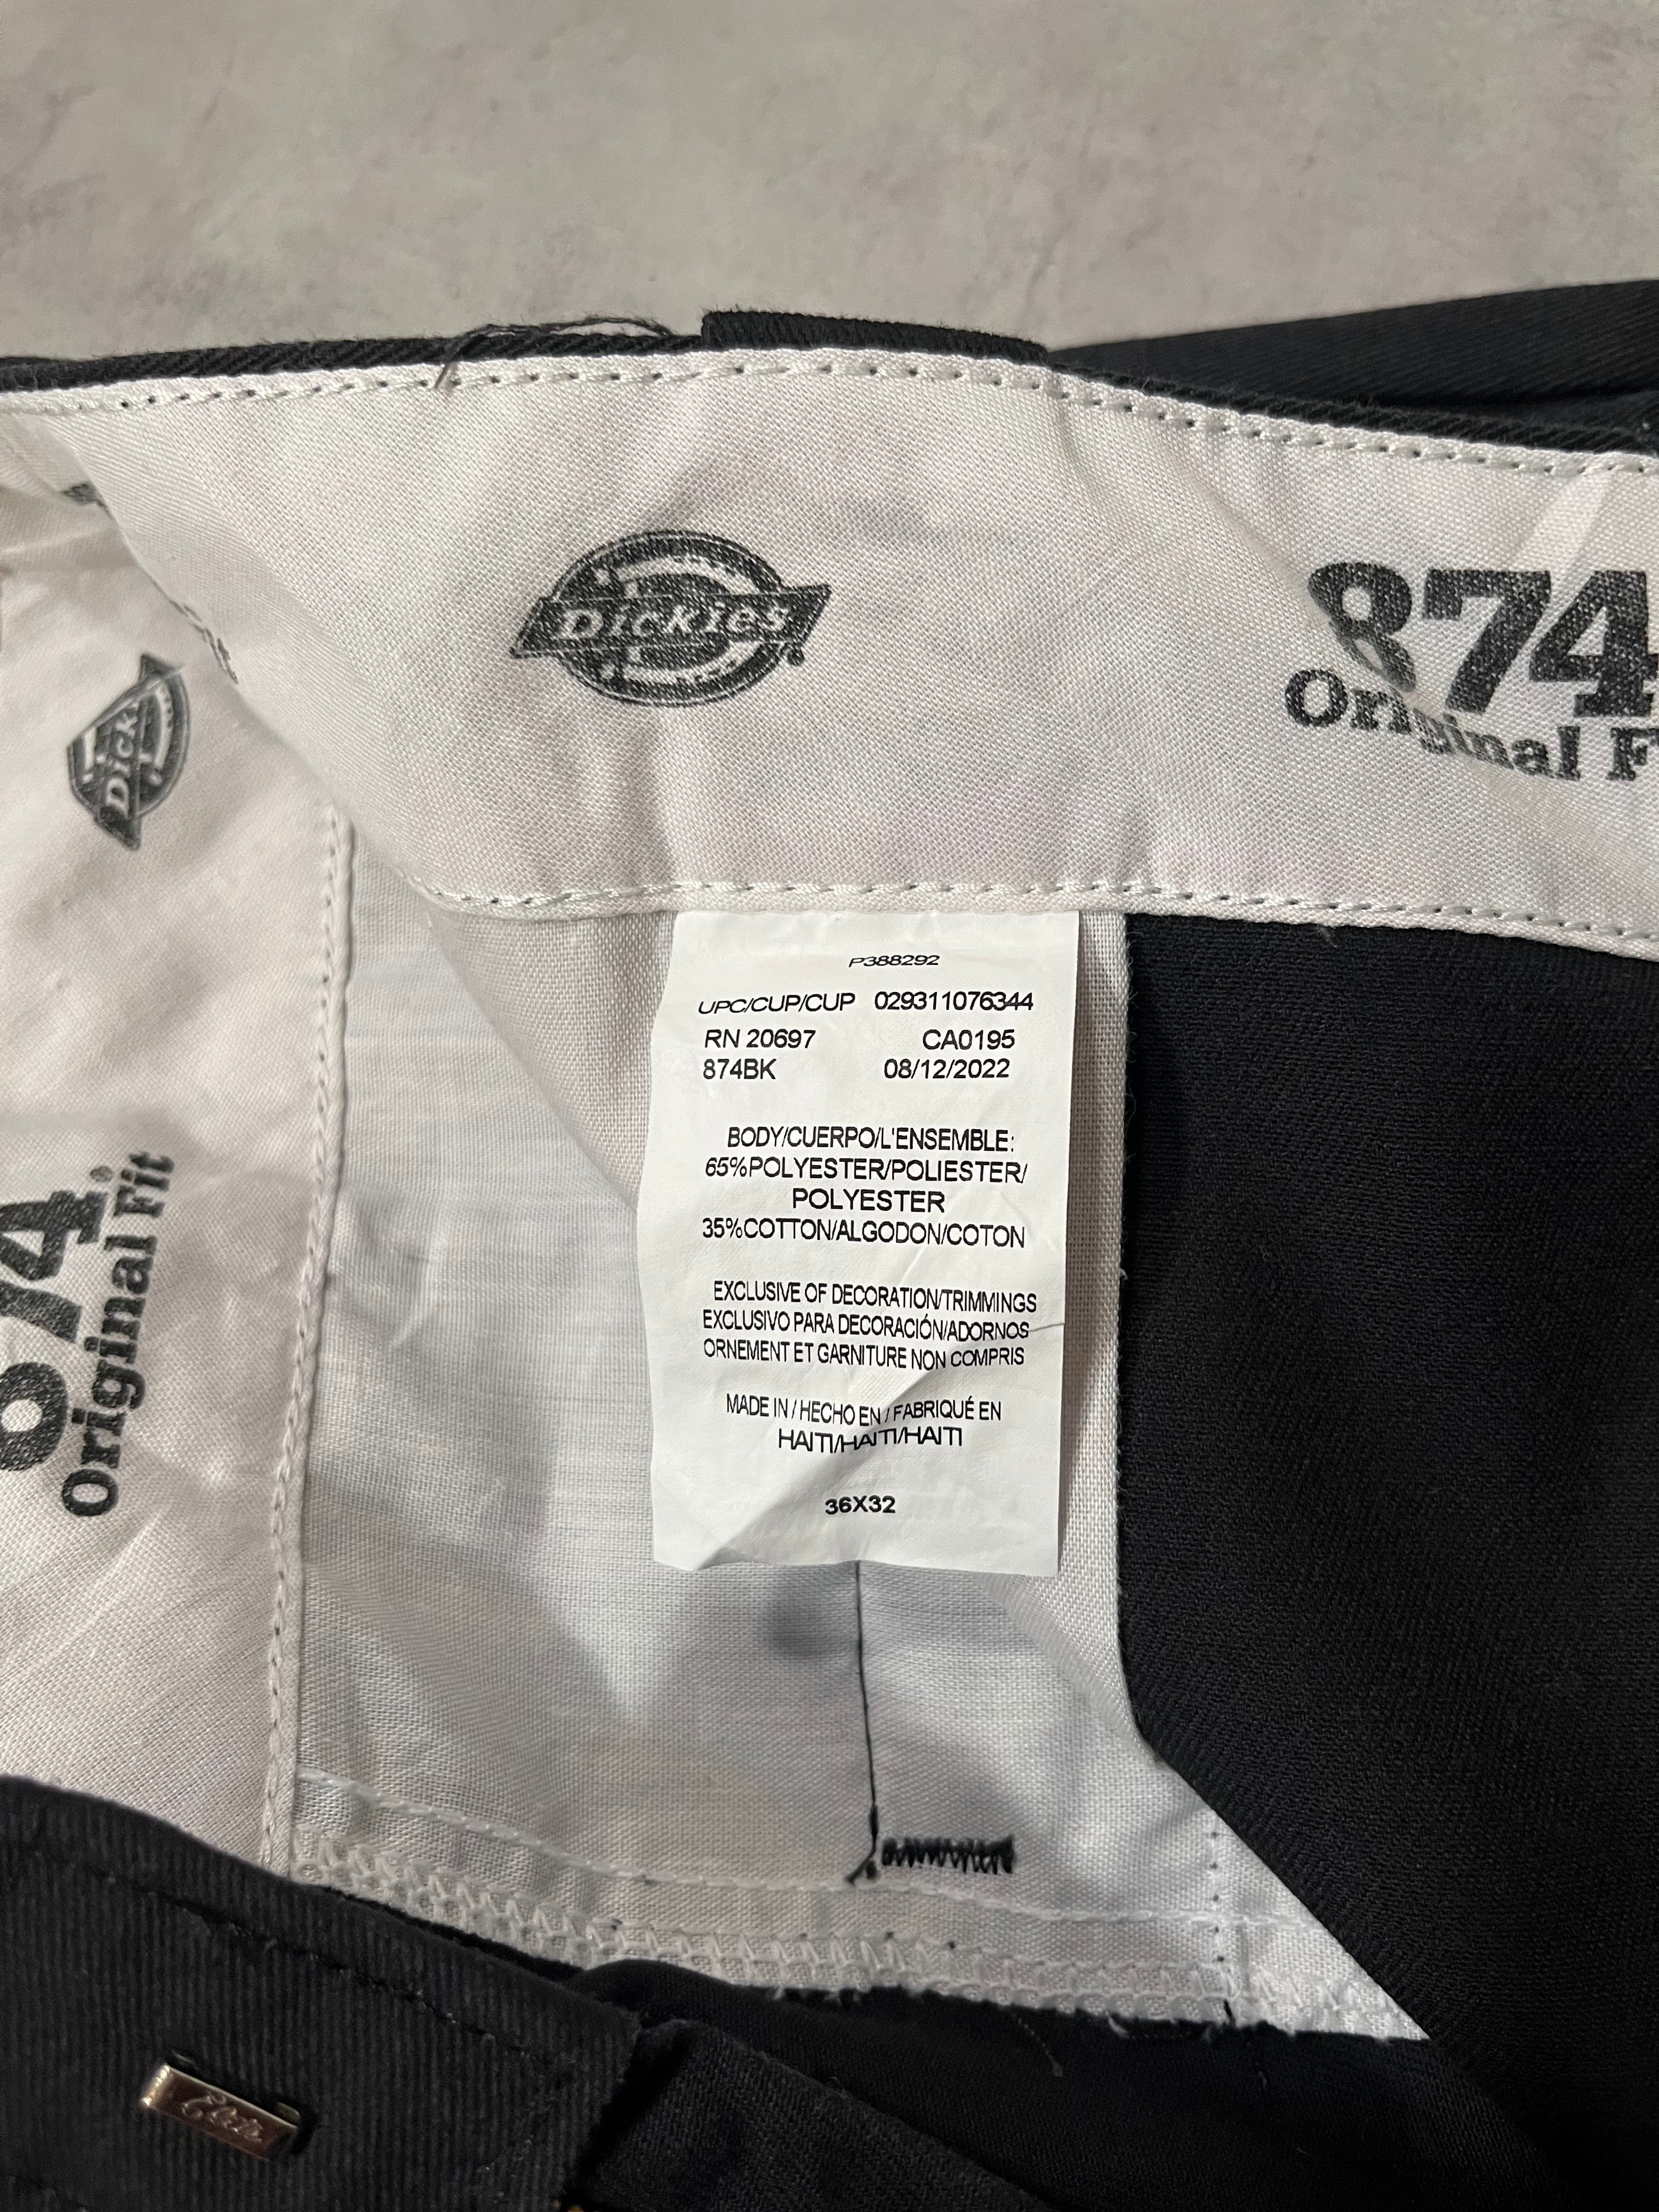 Dickies
874
Original F
Dick
874®
Original Fit
P388292
UPC/CUP/CUP 029311076344
RN 20697 CA0195
874BK 08/12/2022
BODY/CUERPO/L'ENSEMBLE:
65%POLYESTER/POLIESTER/
POLYESTER
35%COTTON/ALGODON/COTON
EXCLUSIVE OF DECORATION/TRIMMINGS
EXCLUSIVO PARA DECORACIÓN/ADORNOS
ORNEMENT ET GARNITURE NON COMPRIS
MADE IN / HECHO EN / FABRIQUÉ EN
HAITI/HAITI/HAITI
36X32